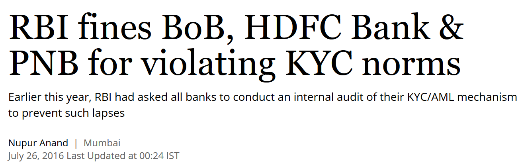 RBI fines BoB, HDFC Bank &
PNB for violating KYC norms
Earlier this year, RBI had asked all banks to conduct an internal audit of their KYC/AML mechanism
to prevent such lapses
Nupur Anand | Mumbai
July 26, 2016 Last Updated at 00:24 IST